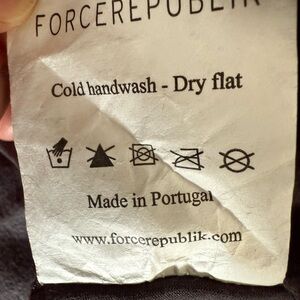 FORCEREPUBLIK
Cold handwash - Dry flat
Made in Portugal
www.forcerepublik.com